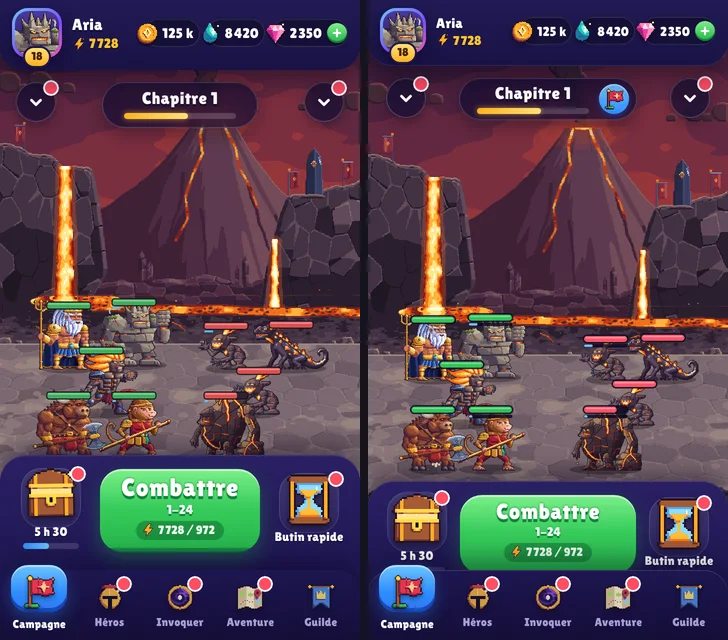 Aria
7728
18
125 k
8420
2350
Chapitre 1
Combattre
1-24
7728 / 972
5 h 30
Butin rapide
Campagne
Héros
Invoquer
Aventure
Guilde
Aria
7728
18
125 k
8420
2350
Chapitre 1
Combattre
1-24
7728 / 972
5 h 30
Butin rapide
Campagne
Héros
Invoquer
Aventure
Guilde